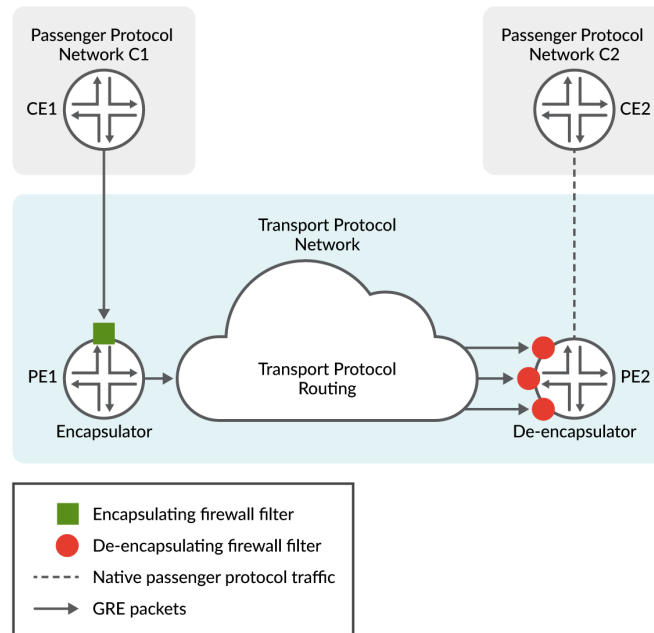 Passenger Protocol
Network C1
Passenger Protocol
Network C2
CE1
CE2
Transport Protocol
Network
Transport Protocol
Routing
PE1
PE2
Encapsulator
De-encapsulator
Encapsulating firewall filter
De-encapsulating firewall filter
Native passenger protocol traffic
GRE packets